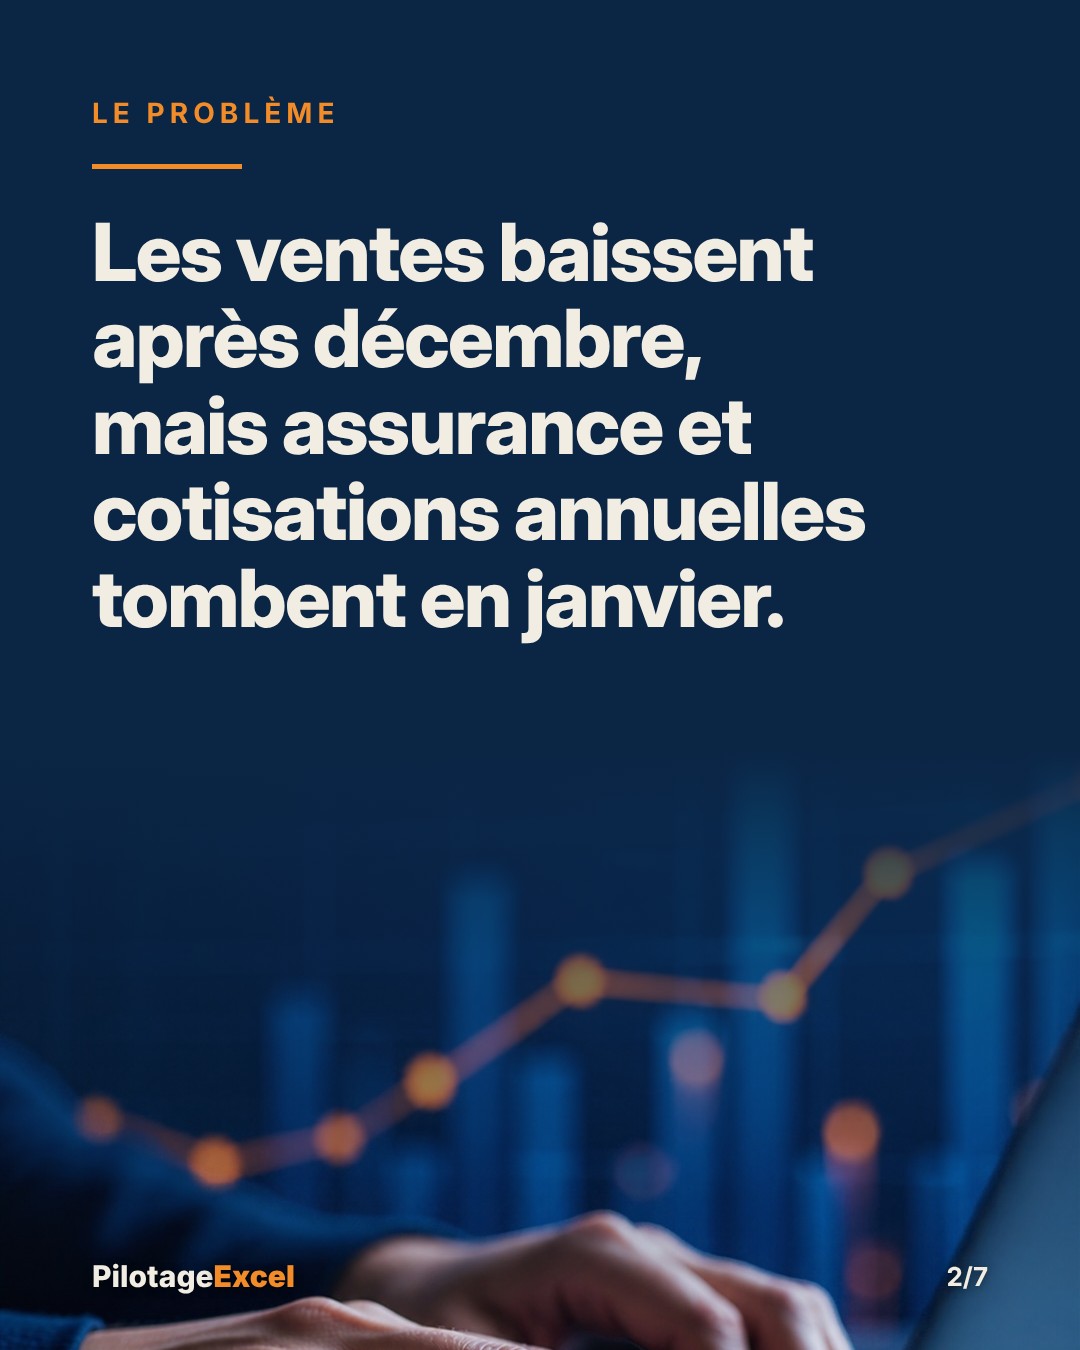 LE PROBLÈME
Les ventes baissent
après décembre,
mais assurance et
cotisations annuelles
tombent en janvier.
PilotageExcel
2/7